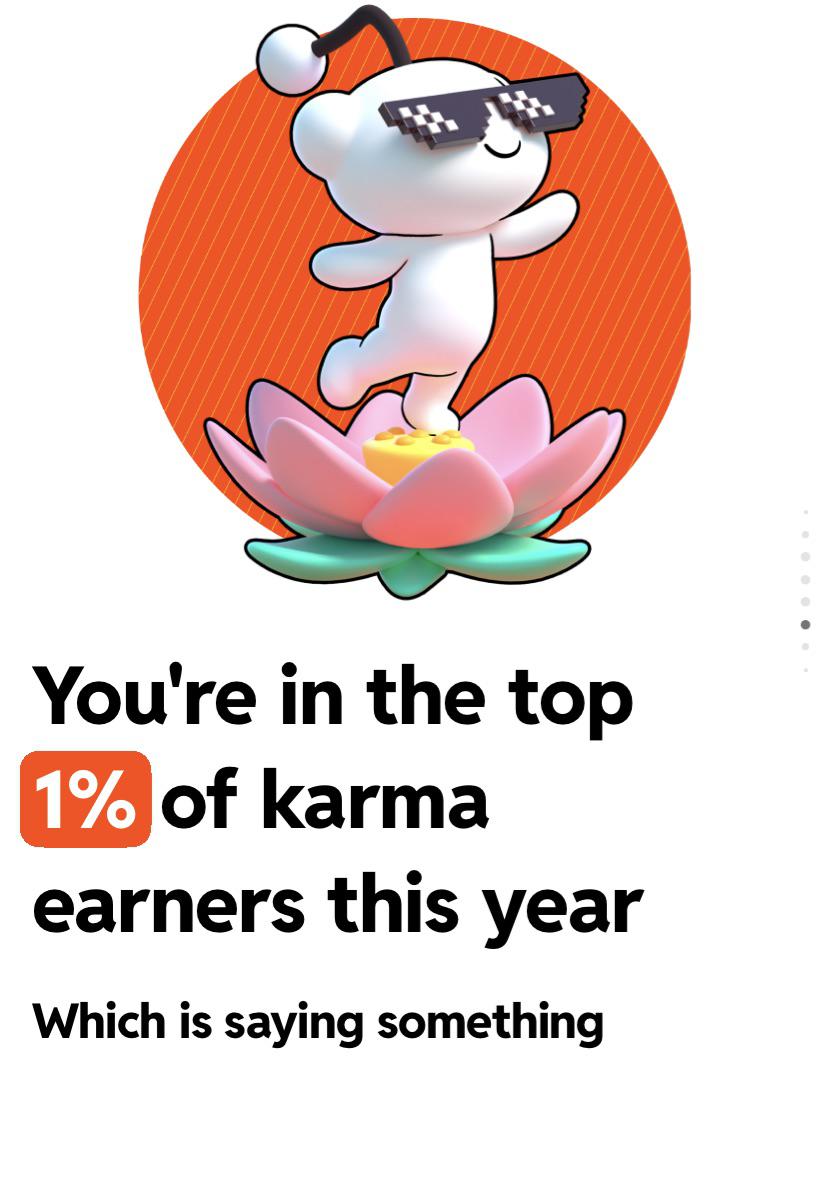 You're in the top
1% of karma
earners this year
Which is saying something